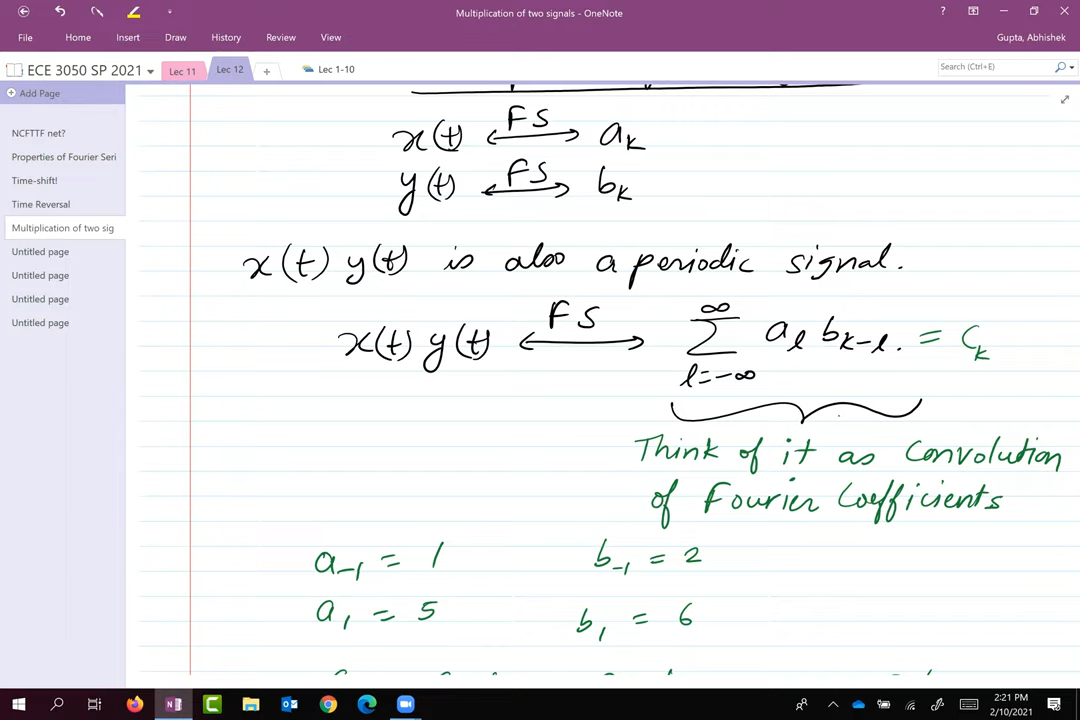 Multiplication of two signals - OneNote
?
File Home Insert Draw History Review View
Gupta, Abhishek
ECE 3050 SP 2021
Lec 11
Lec 12
Lec 1-10
Search (Ctrl+E)
Add Page
NCFTTF net?
Properties of Fourier Seri
Time-shift!
Time Reversal
Multiplication of two sig
Untitled page
Untitled page
Untitled page
Untitled page
x(t) ⟷ FS a_k
y(t) ⟷ FS b_k
x(t) y(t) is also a periodic signal.
x(t) y(t) ⟷ FS ∑_{l=-∞}^{∞} a_l b_{k-l}. = C_k
Think of it as Convolution
of Fourier Coefficients
a_{-1} = 1 b_{-1} = 2
a_1 = 5 b_1 = 6
2:21 PM
2/10/2021